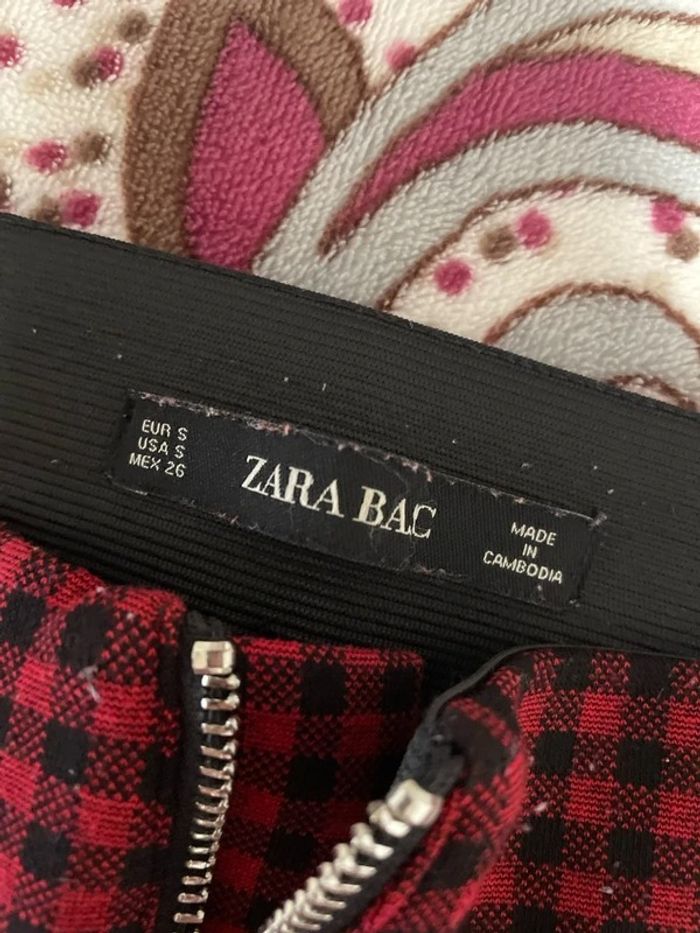 EUR S
USA S
MEX 26
ZARA BAC
MADE
IN
CAMBODIA